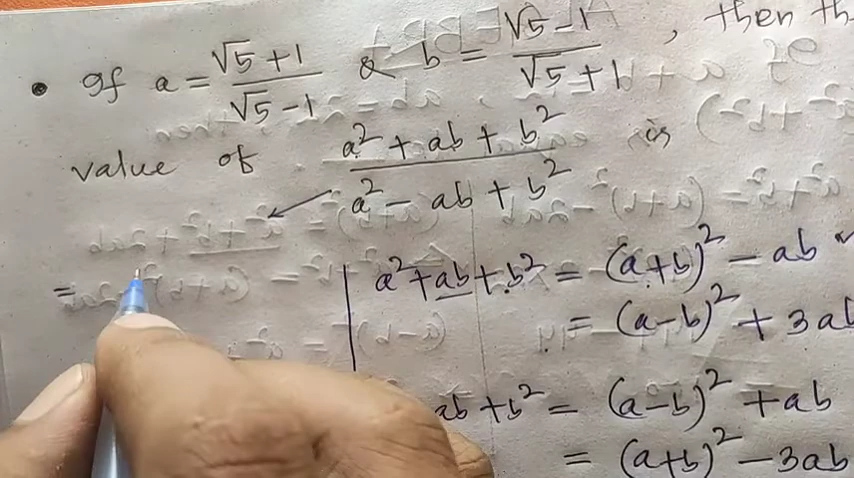 • If a = (√5 + 1)/(√5 - 1) & b = (√5 - 1)/(√5 + 1), then
value of (a² + ab + b²)/(a² - ab + b²) is
= | a² + ab + b² = (a+b)² - ab
= (a-b)² + 3ab
ab + b² = (a-b)² + ab
= (a+b)² - 3ab